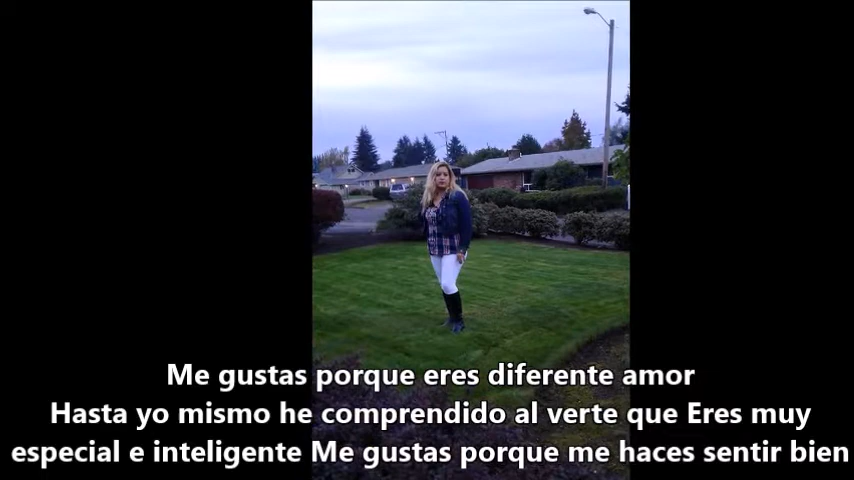 Me gustas porque eres diferente amor
Hasta yo mismo he comprendido al verte que Eres muy
especial e inteligente Me gustas porque me haces sentir bien